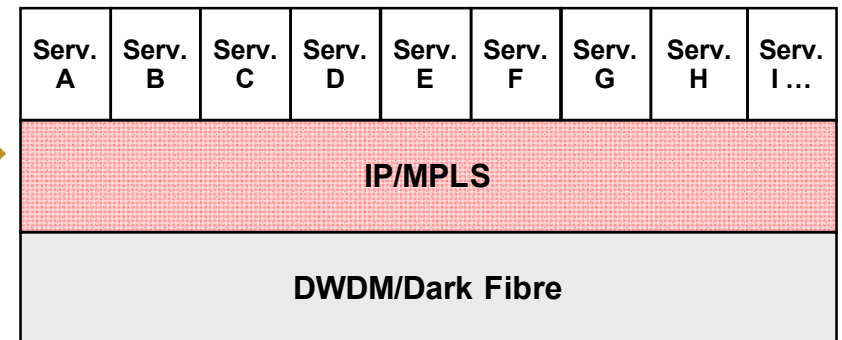 Serv. Serv. Serv. Serv. Serv. Serv. Serv. Serv. Serv.
A B C D E F G H I ...
IP/MPLS
DWDM/Dark Fibre